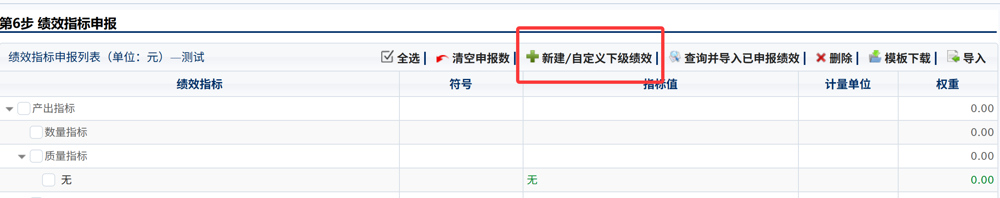 第6步 绩效指标申报
绩效指标申报列表（单位：元）—测试 全选 清空申报数 新建/自定义下级绩效 查询并导入已申报绩效 删除 模板下载 导入
绩效指标 符号 指标值 计量单位 权重
产出指标 0.00
数量指标 0.00
质量指标 0.00
无 无 0.00